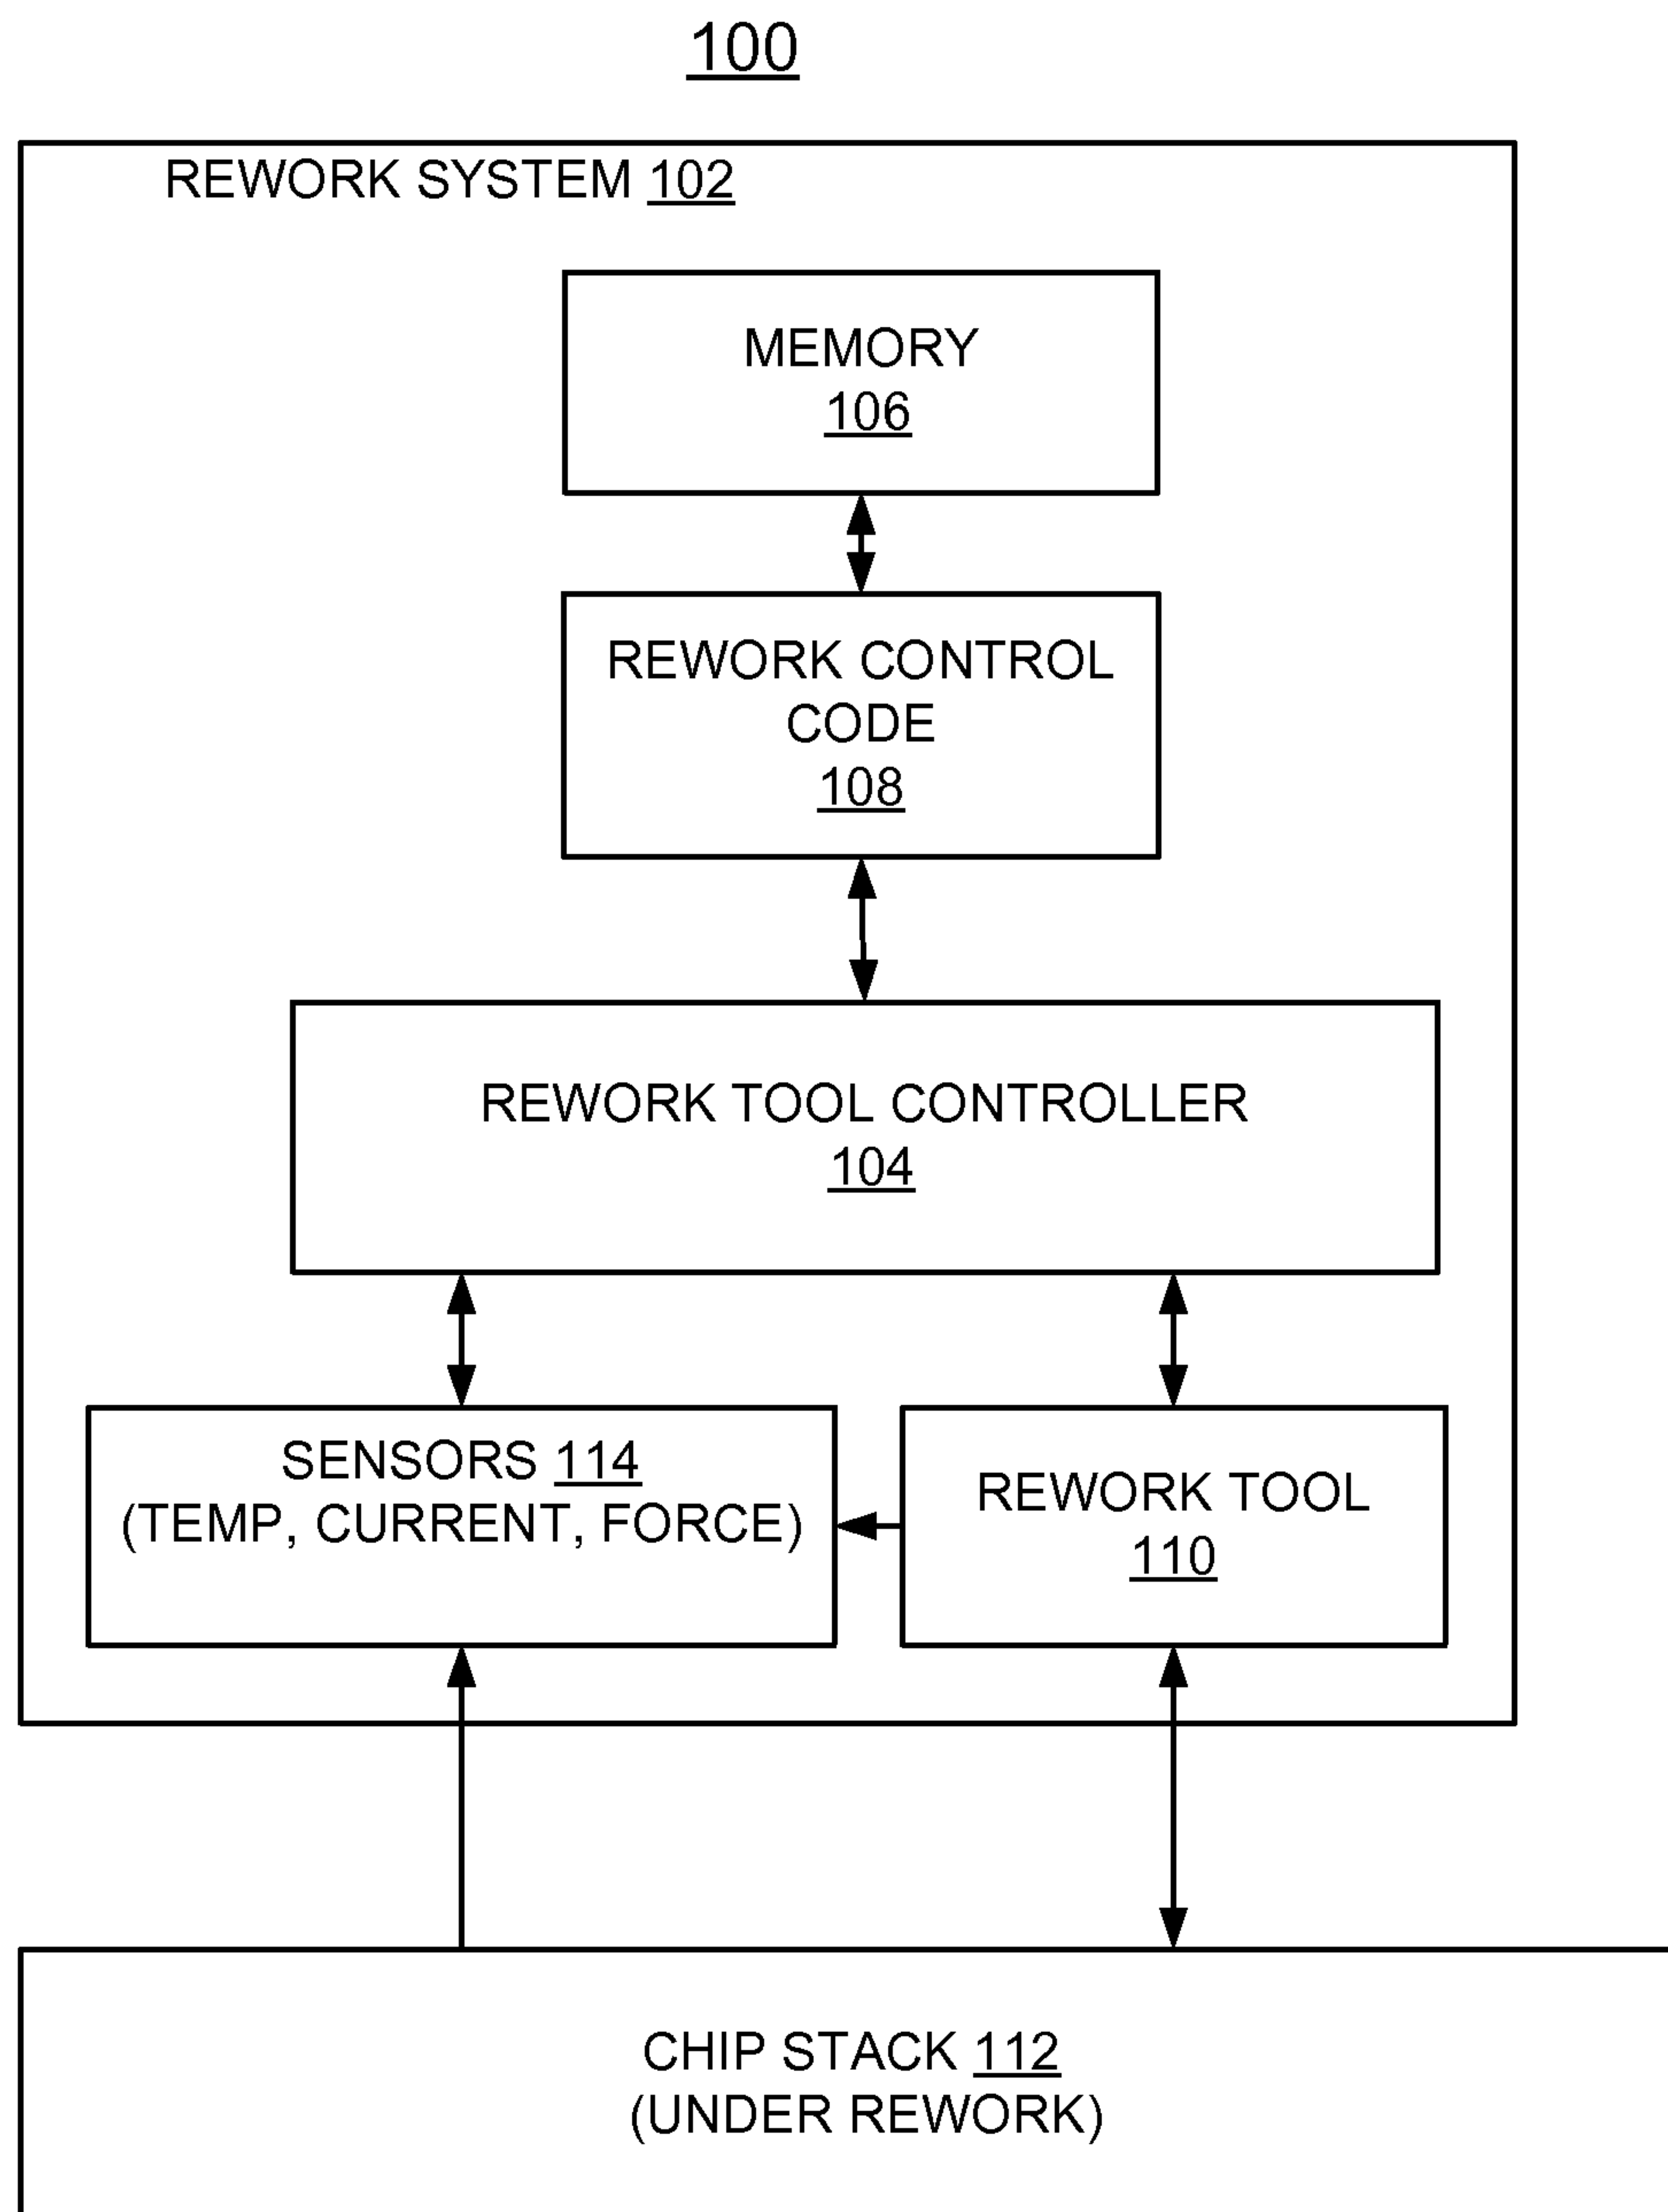 100
REWORK SYSTEM 102
MEMORY
106
REWORK CONTROL
CODE
108
REWORK TOOL CONTROLLER
104
SENSORS 114
(TEMP, CURRENT, FORCE)
REWORK TOOL
110
CHIP STACK 112
(UNDER REWORK)